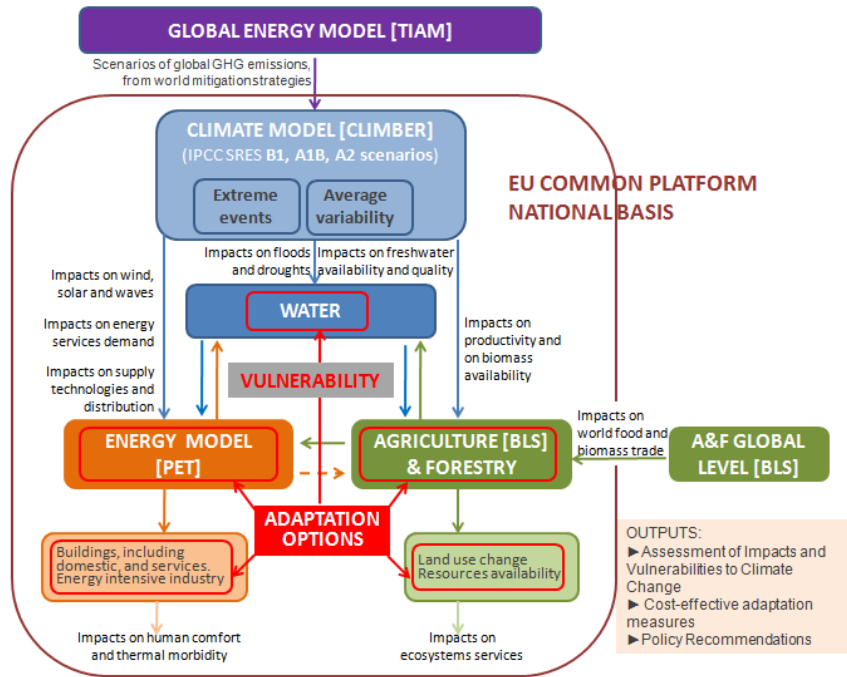 GLOBAL ENERGY MODEL [TIAM]
Scenarios of global GHG emissions,
from world mitigation strategies
CLIMATE MODEL [CLIMBER]
(IPCC SRES B1, A1B, A2 scenarios)
Extreme
events
Average
variability
EU COMMON PLATFORM
NATIONAL BASIS
Impacts on floods
and droughts
Impacts on freshwater
availability and quality
Impacts on wind,
solar and waves
Impacts on energy
services demand
Impacts on supply
technologies and
distribution
WATER
Impacts on
productivity and
on biomass
availability
VULNERABILITY
ENERGY MODEL
[PET]
AGRICULTURE [BLS]
& FORESTRY
Impacts on
world food and
biomass trade
A&F GLOBAL
LEVEL [BLS]
ADAPTATION
OPTIONS
Buildings, including
domestic, and services.
Energy intensive industry
Land use change
Resources availability
OUTPUTS:
►Assessment of Impacts and
Vulnerabilities to Climate
Change
► Cost-effective adaptation
measures
►Policy Recommendations
Impacts on human comfort
and thermal morbidity
Impacts on
ecosystems services